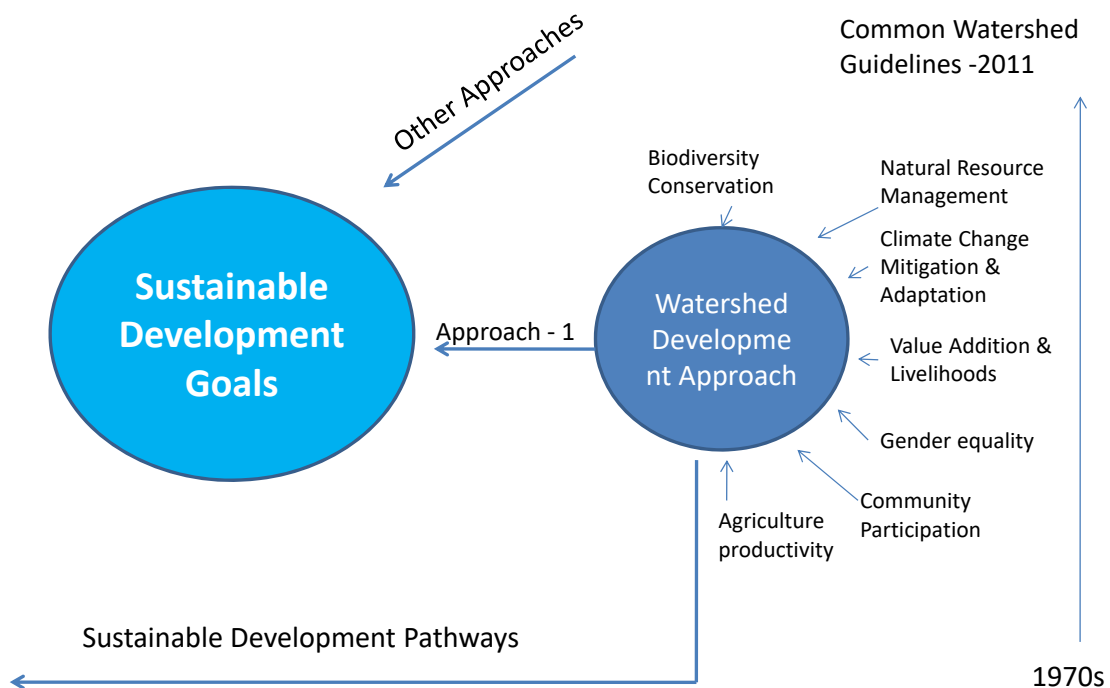 Common Watershed
Guidelines -2011
Other Approaches
Biodiversity
Conservation
Natural Resource
Management
Climate Change
Mitigation &
Adaptation
Sustainable
Development
Goals
Approach - 1
Watershed
Developme
nt Approach
Value Addition &
Livelihoods
Gender equality
Community
Participation
Agriculture
productivity
Sustainable Development Pathways
1970s